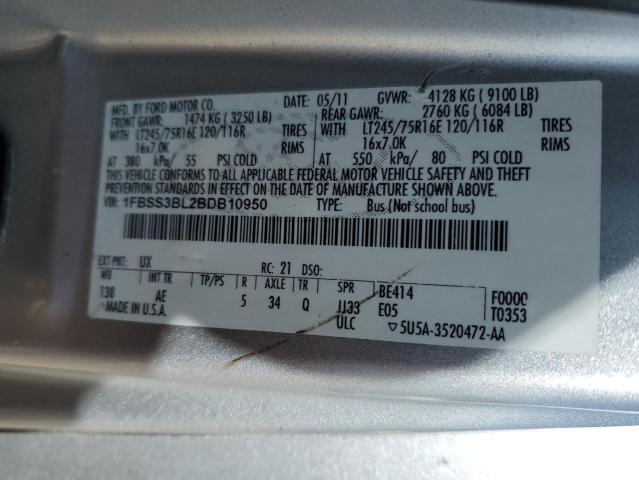 MFD. BY FORD MOTOR CO.
DATE: 05/11 GVWR: 4128 KG ( 9100 LB)
FRONT GAWR: 1474 KG ( 3250 LB) REAR GAWR: 2760 KG ( 6084 LB)
WITH LT245/75R16E 120/116R TIRES WITH LT245/75R16E 120/116R TIRES
16x7.0K RIMS 16x7.0K RIMS
AT 380 kPa/ 55 PSI COLD AT 550 kPa/ 80 PSI COLD
THIS VEHICLE CONFORMS TO ALL APPLICABLE FEDERAL MOTOR VEHICLE SAFETY AND THEFT
PREVENTION STANDARDS IN EFFECT ON THE DATE OF MANUFACTURE SHOWN ABOVE.
VIN: 1FBSS3BL2BDB10950 TYPE: Bus (Not school bus)
EXT PNT: UX RC: 21 DSO:
WB INT TR TP/PS R AXLE TR SPR BE414 F0000
138 AE 5 34 Q JJ33 E05 T0353
MADE IN U.S.A. ULC ▽5U5A-3520472-AA